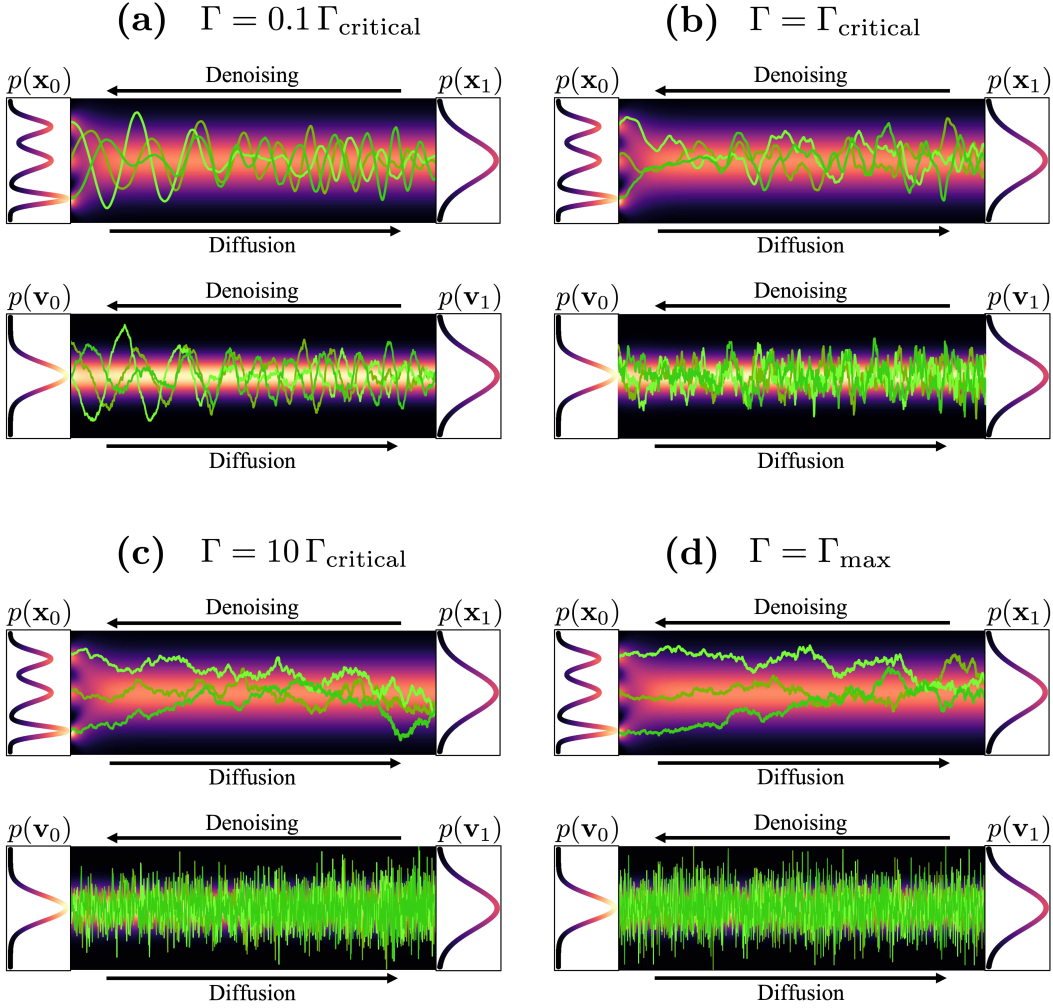 (a) Γ = 0.1 Γcritical
(b) Γ = Γcritical
p(x₀) Denoising p(x₁)
p(x₀) Denoising p(x₁)
Diffusion
Diffusion
p(v₀) Denoising p(v₁)
p(v₀) Denoising p(v₁)
Diffusion
Diffusion
(c) Γ = 10 Γcritical
(d) Γ = Γmax
p(x₀) Denoising p(x₁)
p(x₀) Denoising p(x₁)
Diffusion
Diffusion
p(v₀) Denoising p(v₁)
p(v₀) Denoising p(v₁)
Diffusion
Diffusion